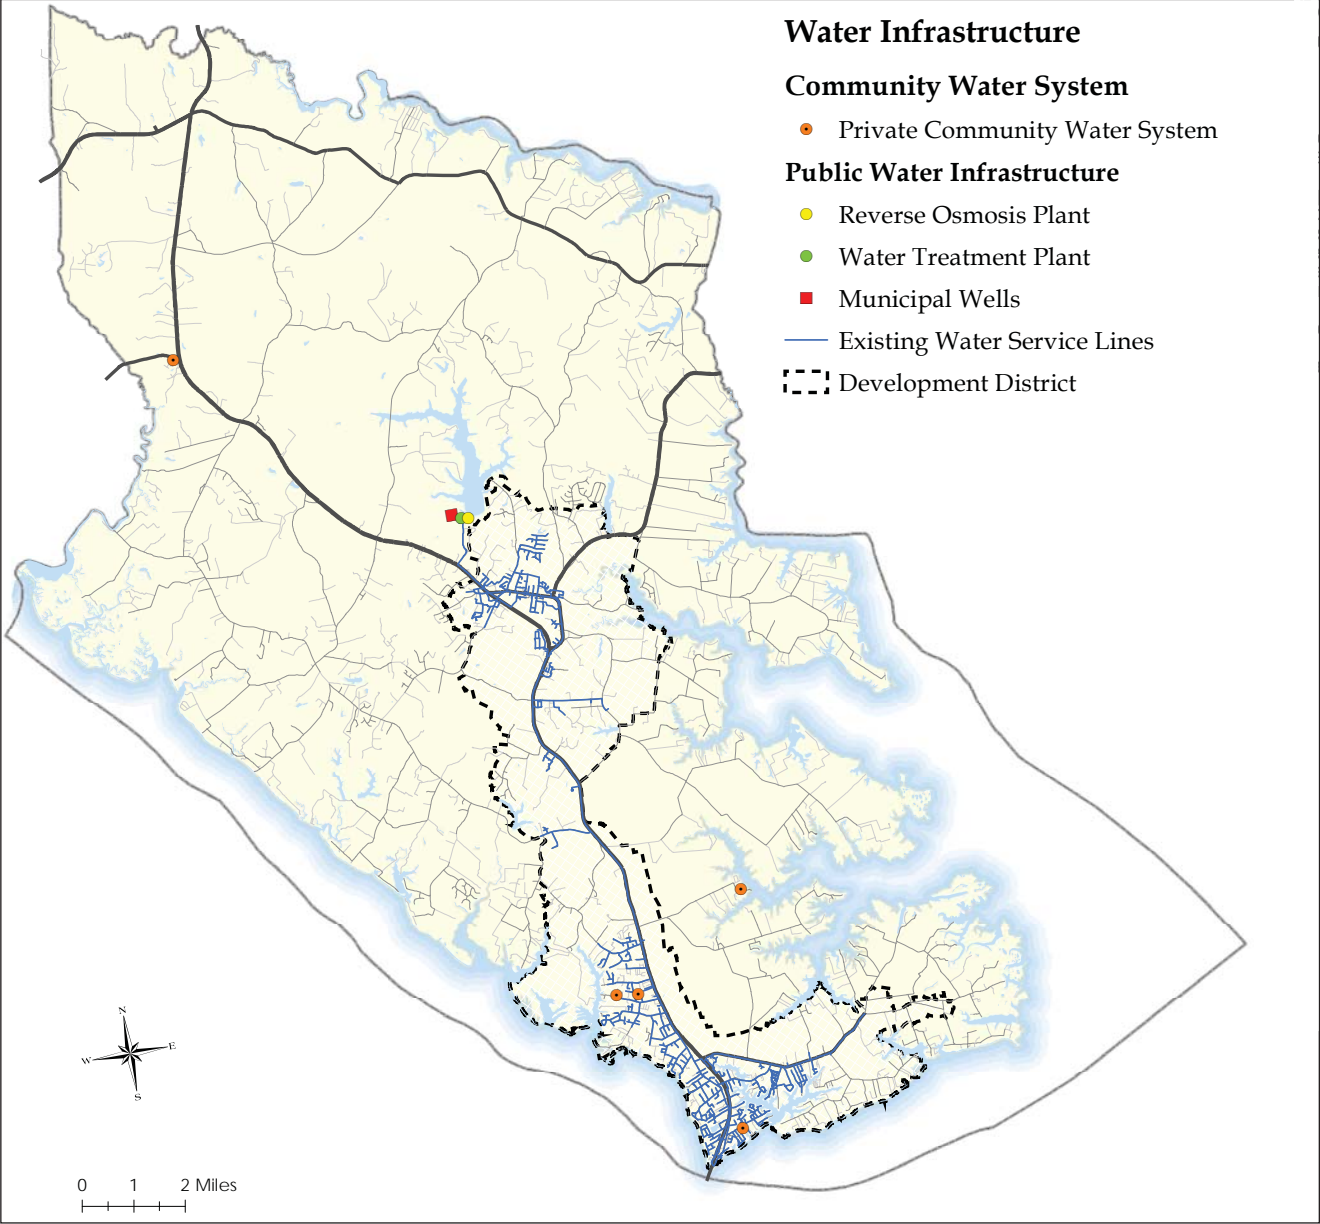 Water Infrastructure
Community Water System
Private Community Water System
Public Water Infrastructure
Reverse Osmosis Plant
Water Treatment Plant
Municipal Wells
Existing Water Service Lines
Development District
N
W E
S
0 1 2 Miles